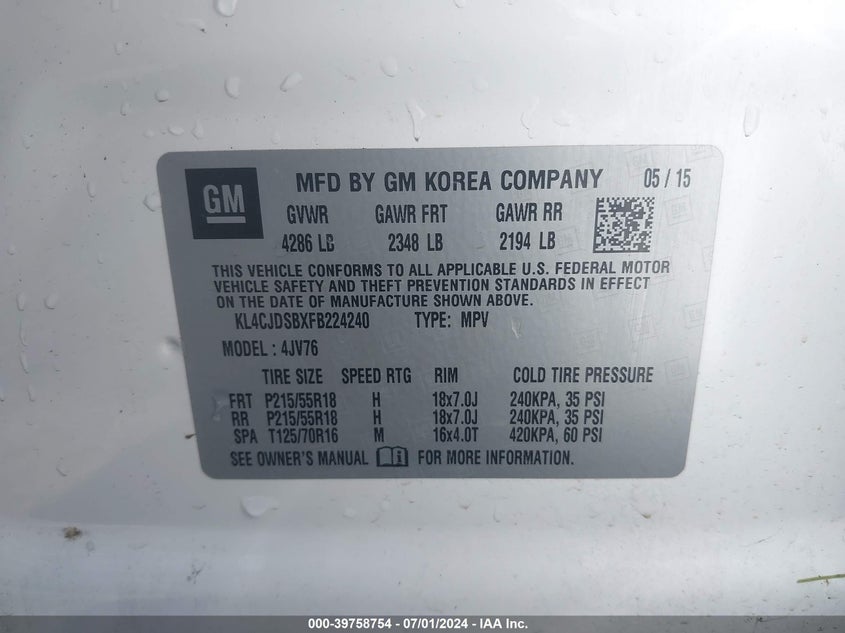 GM
MFD BY GM KOREA COMPANY 05 / 15
GVWR GAWR FRT GAWR RR
4286 LB 2348 LB 2194 LB
THIS VEHICLE CONFORMS TO ALL APPLICABLE U.S. FEDERAL MOTOR
VEHICLE SAFETY AND THEFT PREVENTION STANDARDS IN EFFECT
ON THE DATE OF MANUFACTURE SHOWN ABOVE.
KL4CJDSBXFB224240 TYPE: MPV
MODEL : 4JV76
TIRE SIZE SPEED RTG RIM COLD TIRE PRESSURE
FRT P215/55R18 H 18x7.0J 240KPA, 35 PSI
RR P215/55R18 H 18x7.0J 240KPA, 35 PSI
SPA T125/70R16 M 16x4.0T 420KPA, 60 PSI
SEE OWNER'S MANUAL FOR MORE INFORMATION.
000-39758754 - 07/01/2024 - IAA Inc.